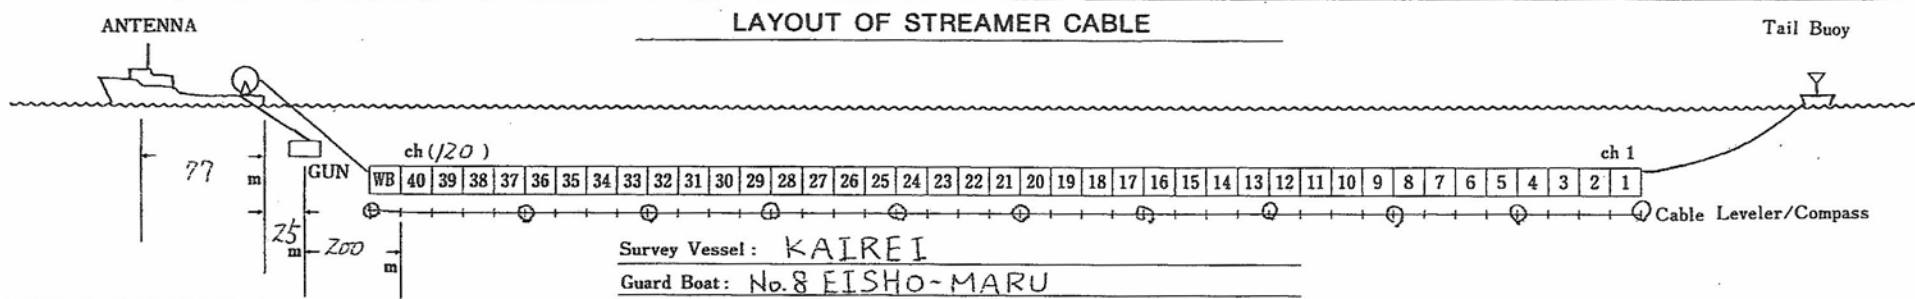 LAYOUT OF STREAMER CABLE
ANTENNA
Tail Buoy
ch (120)
ch 1
77 m
GUN
WB 40 39 38 37 36 35 34 33 32 31 30 29 28 27 26 25 24 23 22 21 20 19 18 17 16 15 14 13 12 11 10 9 8 7 6 5 4 3 2 1
Cable Leveler/Compass
25 m
200 m
Survey Vessel: KAIREI
Guard Boat: No.8 EISHO-MARU